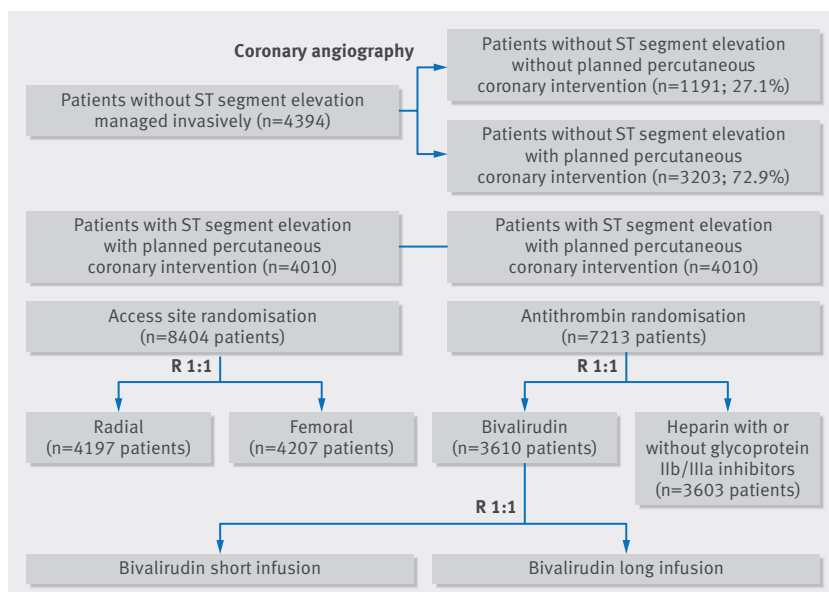 Coronary angiography
Patients without ST segment elevation
without planned percutaneous
coronary intervention (n=1191; 27.1%)
Patients without ST segment elevation
managed invasively (n=4394)
Patients without ST segment elevation
with planned percutaneous
coronary intervention (n=3203; 72.9%)
Patients with ST segment elevation
with planned percutaneous
coronary intervention (n=4010)
Patients with ST segment elevation
with planned percutaneous
coronary intervention (n=4010)
Access site randomisation
(n=8404 patients)
Antithrombin randomisation
(n=7213 patients)
R 1:1
R 1:1
Radial
(n=4197 patients)
Femoral
(n=4207 patients)
Bivalirudin
(n=3610 patients)
Heparin with or
without glycoprotein
IIb/IIIa inhibitors
(n=3603 patients)
R 1:1
Bivalirudin short infusion
Bivalirudin long infusion